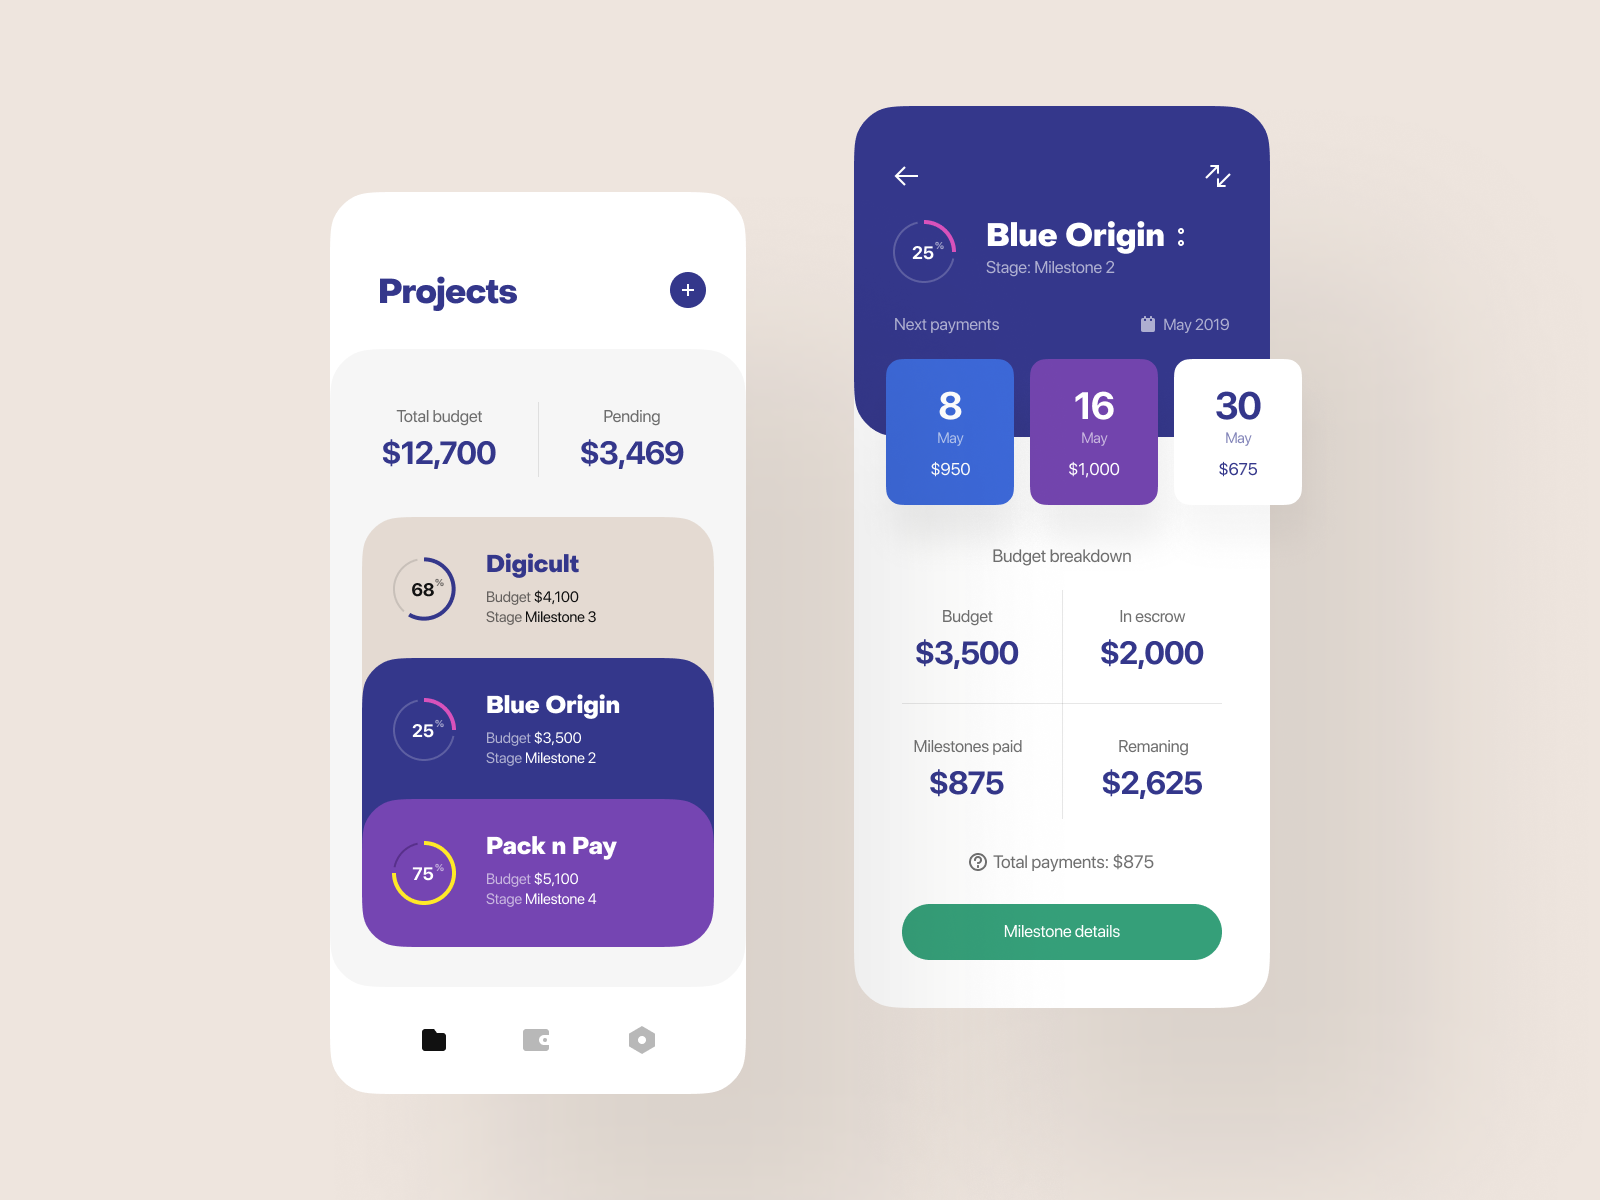 Projects
+
Total budget
$12,700
Pending
$3,469
68%
Digicult
Budget $4,100
Stage Milestone 3
25%
Blue Origin
Budget $3,500
Stage Milestone 2
75%
Pack n Pay
Budget $5,100
Stage Milestone 4
25%
Blue Origin
Stage: Milestone 2
Next payments
May 2019
8
May
$950
16
May
$1,000
30
May
$675
Budget breakdown
Budget
$3,500
In escrow
$2,000
Milestones paid
$875
Remaning
$2,625
? Total payments: $875
Milestone details